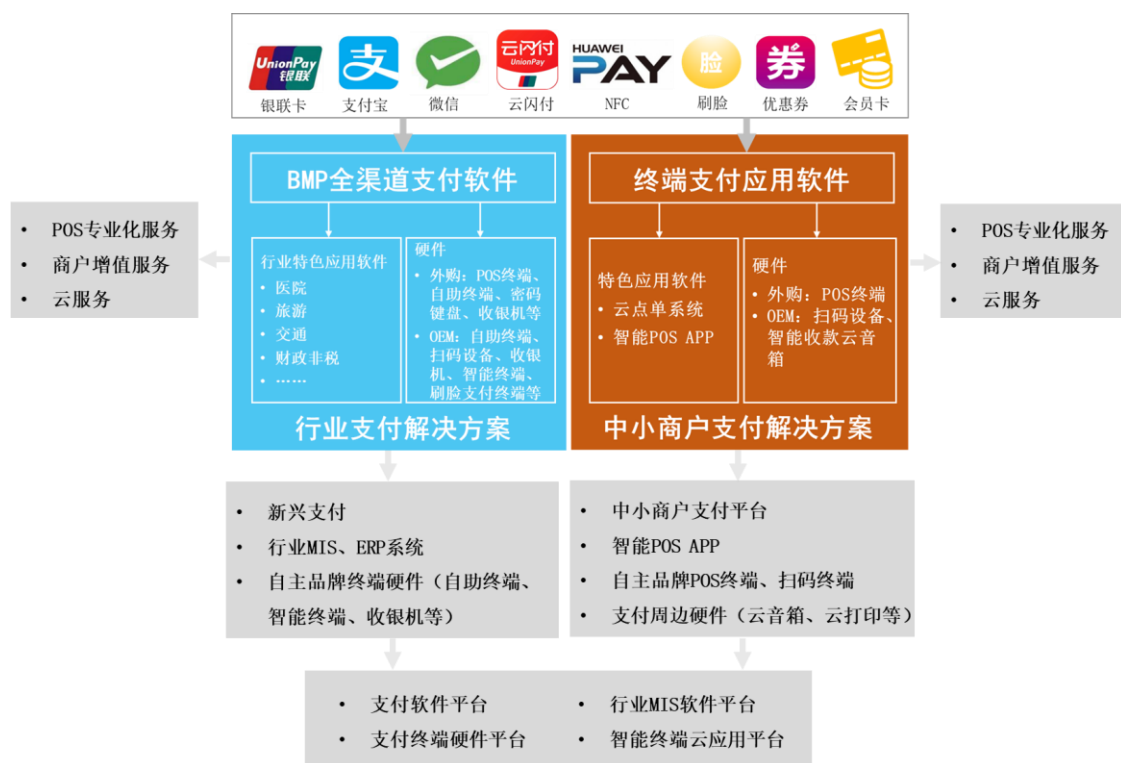 UnionPay
银联
支
云闪付
UnionPay
HUAWEI
PAY
脸
券
银联卡
支付宝
微信
云闪付
NFC
刷脸
优惠券
会员卡
BMP全渠道支付软件
行业特色应用软件
• 医院
• 旅游
• 交通
• 财政非税
• ……
硬件
• 外购：POS终端、
自助终端、密码
键盘、收银机等
• OEM：自助终端、
扫码设备、收银
机、智能终端、
刷脸支付终端等
行业支付解决方案
终端支付应用软件
特色应用软件
• 云点单系统
• 智能POS APP
硬件
• 外购：POS终端
• OEM：扫码设备、
智能收款云音
箱
中小商户支付解决方案
• POS专业化服务
• 商户增值服务
• 云服务
• POS专业化服务
• 商户增值服务
• 云服务
• 新兴支付
• 行业MIS、ERP系统
• 自主品牌终端硬件（自助终端、
智能终端、收银机等）
• 中小商户支付平台
• 智能POS APP
• 自主品牌POS终端、扫码终端
• 支付周边硬件（云音箱、云打印等）
• 支付软件平台
• 支付终端硬件平台
• 行业MIS软件平台
• 智能终端云应用平台